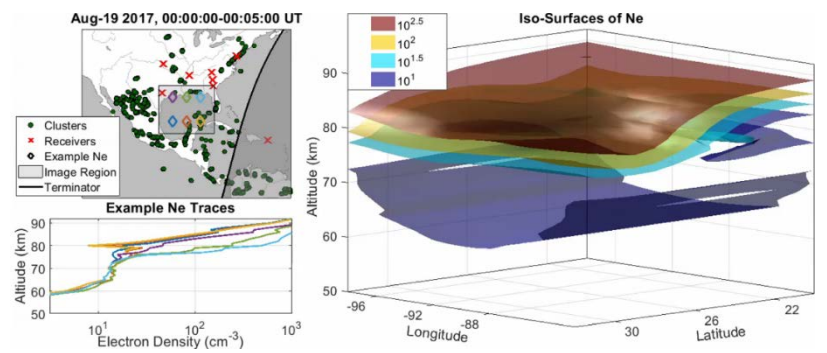 Aug-19 2017, 00:00:00-00:05:00 UT
Clusters
Receivers
Example Ne
Image Region
Terminator
Example Ne Traces
Altiude (km)
90
80
70
60
50
10^1
10^2
10^3
Electron Density (cm^-3)
Iso-Surfaces of Ne
10^2.5
10^2
10^1.5
10^1
Altitude (km)
90
80
70
60
50
-96
-92
-88
Longitude
30
26
22
Latitude